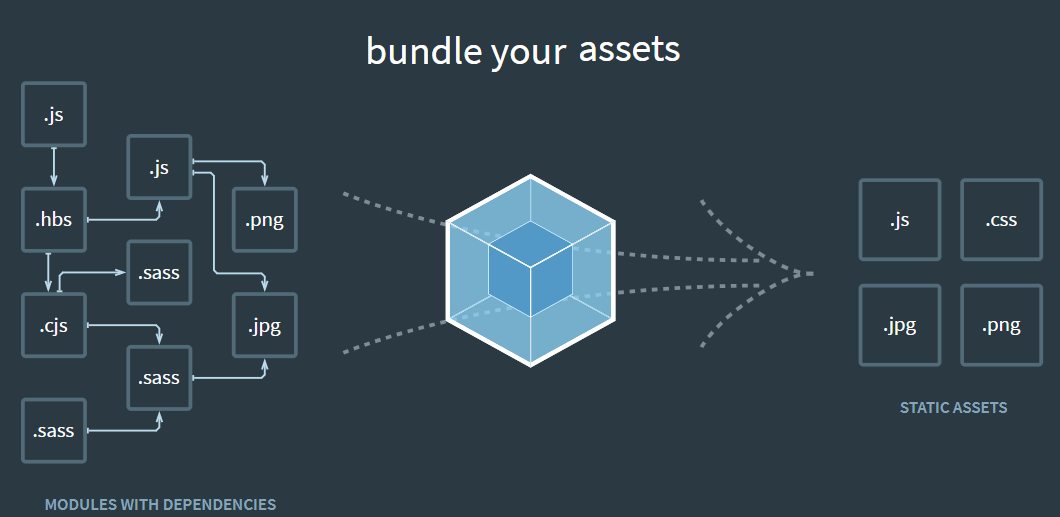 bundle your assets
.js
.js
.hbs
.png
.sass
.cjs
.jpg
.sass
.sass
MODULES WITH DEPENDENCIES
.js
.css
.jpg
.png
STATIC ASSETS